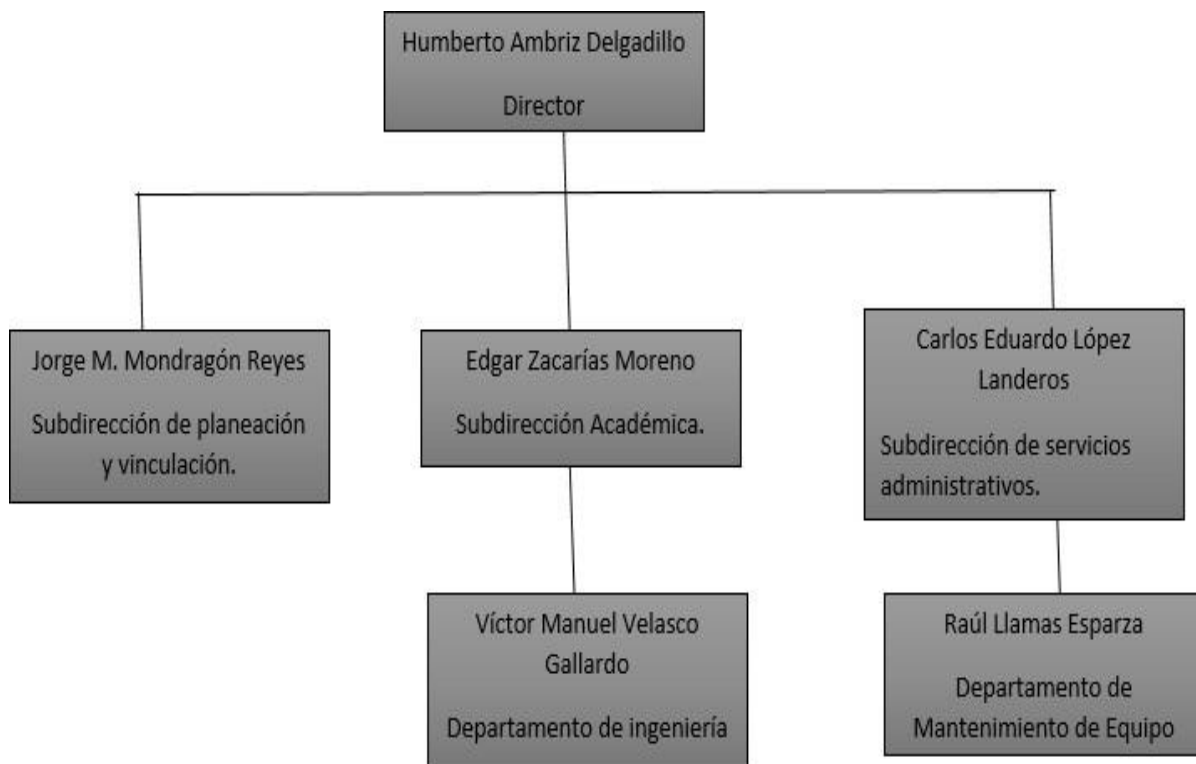 Humberto Ambriz Delgadillo
Director
Jorge M. Mondragón Reyes
Subdirección de planeación
y vinculación.
Edgar Zacarías Moreno
Subdirección Académica.
Carlos Eduardo López
Landeros
Subdirección de servicios
administrativos.
Víctor Manuel Velasco
Gallardo
Departamento de ingeniería
Raúl Llamas Esparza
Departamento de
Mantenimiento de Equipo